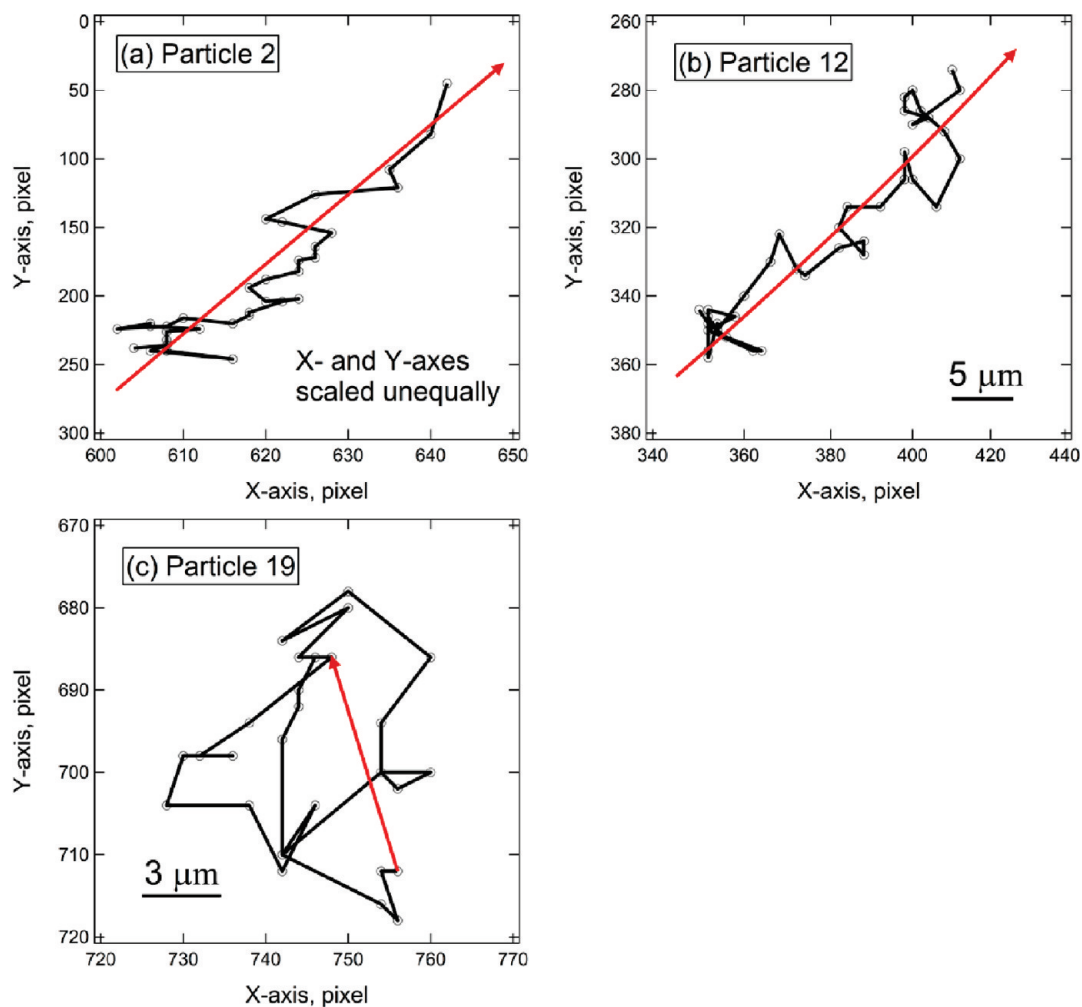 (a) Particle 2
0
50
100
150
200
250
300
Y-axis, pixel
X- and Y-axes
scaled unequally
600 610 620 630 640 650
X-axis, pixel
(b) Particle 12
260
280
300
320
340
360
380
Y-axis, pixel
5 μm
340 360 380 400 420 440
X-axis, pixel
(c) Particle 19
670
680
690
700
710
720
Y-axis, pixel
3 μm
720 730 740 750 760 770
X-axis, pixel